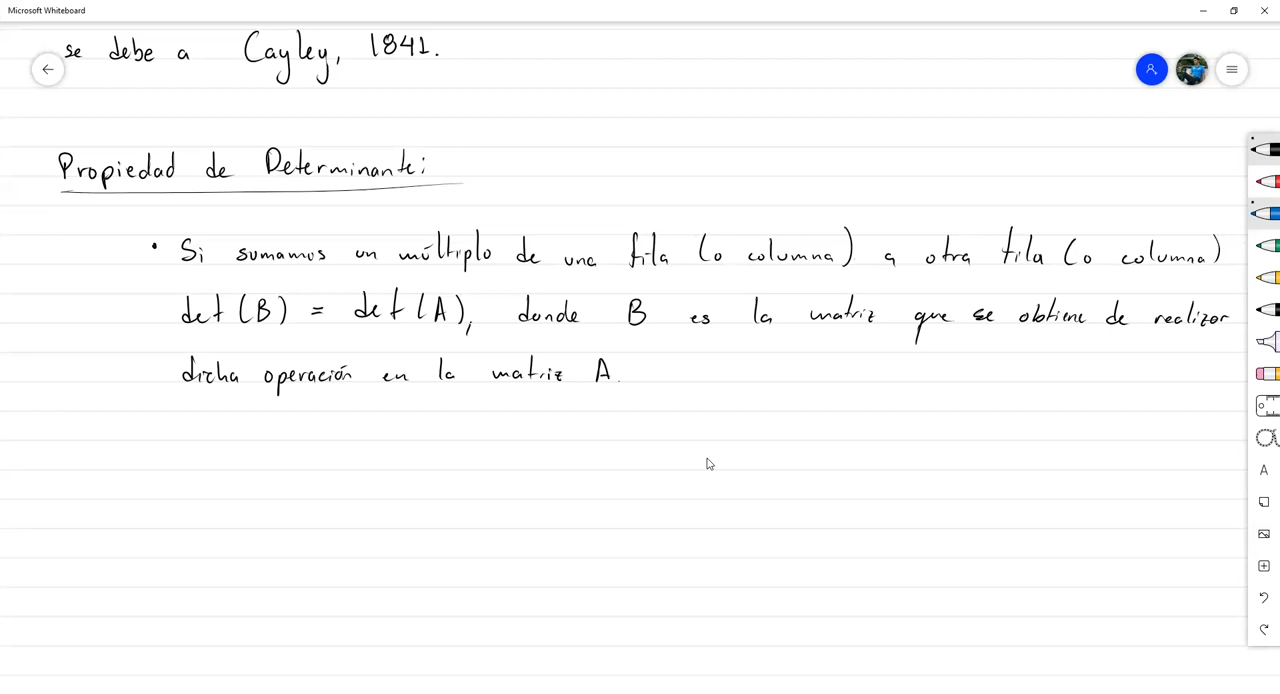 Microsoft Whiteboard
se debe a Cayley, 1841.
Propiedad de Determinante:
• Si sumamos un múltiplo de una fila (o columna) a otra fila (o columna)
det(B) = det(A), donde B es la matriz que se obtiene de realizar
dicha operación en la matriz A.
A